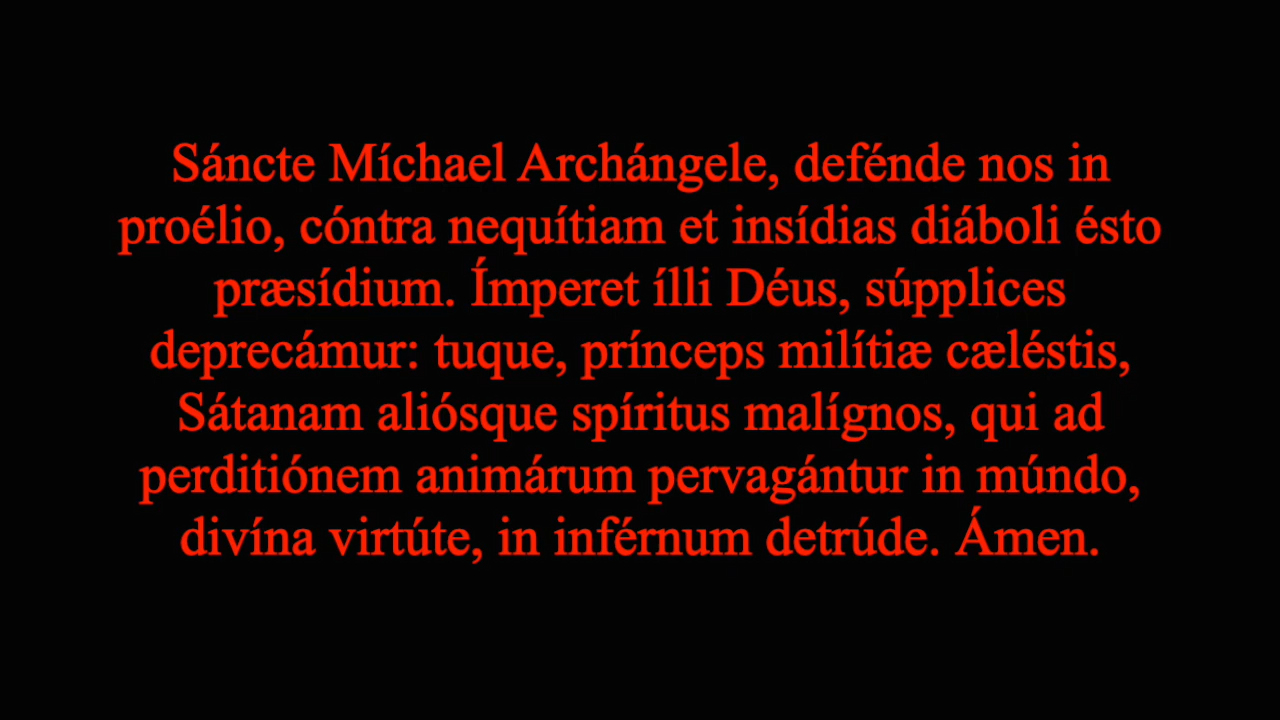 Sáncte Míchael Archángele, defénde nos in
proélio, cóntra nequítiam et insídias diáboli ésto
præsídium. Ímperet ílli Déus, súpplices
deprecámur: tuque, prínceps milítiæ cæléstis,
Sátanam aliósque spíritus malígnos, qui ad
perditiónem animárum pervagántur in múndo,
divína virtúte, in inférnum detrúde. Ámen.